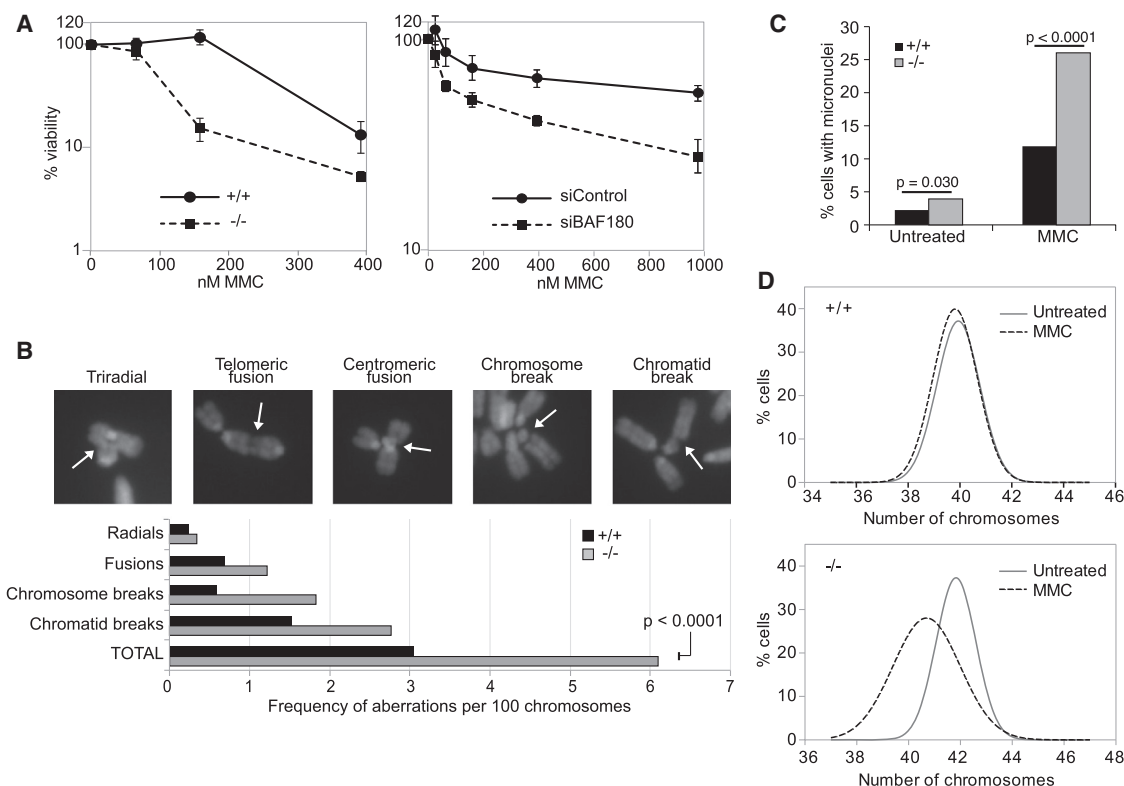 A
120
100
10
1
% viability
+/+
-/-
0 100 200 300 400
nM MMC
120
100
10
siControl
siBAF180
0 200 400 600 800 1000
nM MMC
B
Triradial
Telomeric
fusion
Centromeric
fusion
Chromosome
break
Chromatid
break
Radials
Fusions
Chromosome breaks
Chromatid breaks
TOTAL
+/+
-/-
p < 0.0001
0 1 2 3 4 5 6 7
Frequency of aberrations per 100 chromosomes
C
30
25
20
15
10
5
0
% cells with micronuclei
+/+
-/-
p = 0.030
p < 0.0001
Untreated MMC
D
40
30
20
10
0
% cells
+/+
Untreated
MMC
34 36 38 40 42 44 46
Number of chromosomes
40
30
20
10
0
% cells
-/-
Untreated
MMC
36 38 40 42 44 46 48
Number of chromosomes